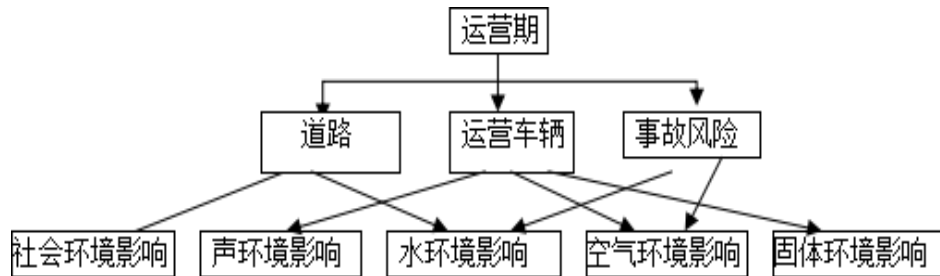 运营期
道路
运营车辆
事故风险
社会环境影响
声环境影响
水环境影响
空气环境影响
固体环境影响